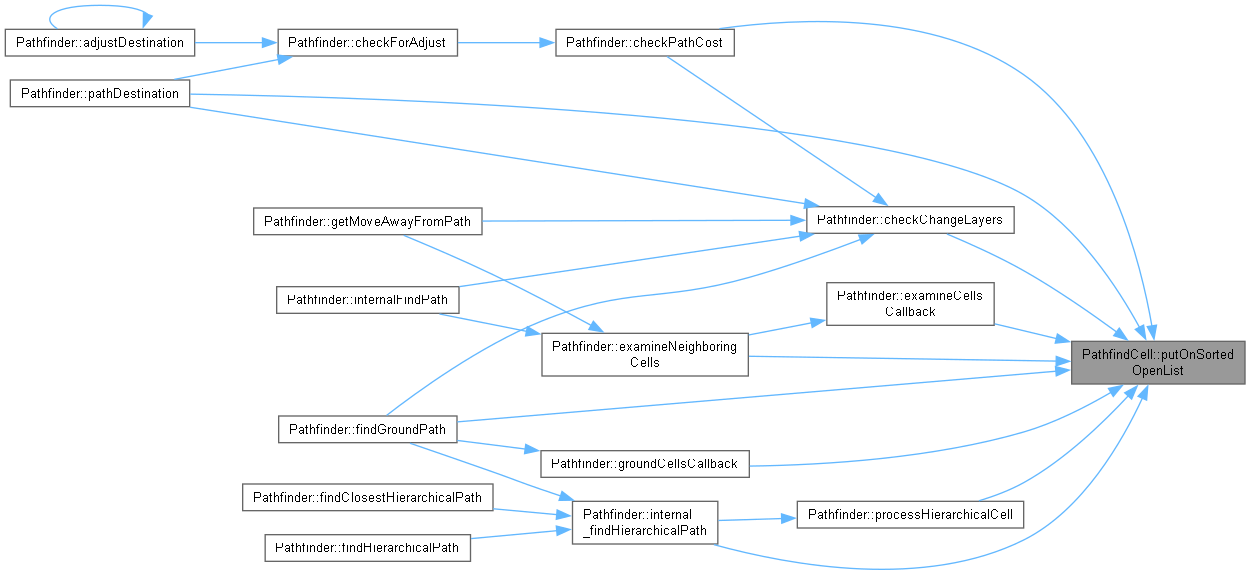 Pathfinder::adjustDestination
Pathfinder::checkForAdjust
Pathfinder::checkPathCost
Pathfinder::pathDestination
Pathfinder::getMoveAwayFromPath
Pathfinder::checkChangeLayers
Pathfinder::internalFindPath
Pathfinder::examineCells
Callback
Pathfinder::examineNeighboring
Cells
PathfindCell::putOnSorted
OpenList
Pathfinder::findGroundPath
Pathfinder::groundCellsCallback
Pathfinder::findClosestHierarchicalPath
Pathfinder::internal
_findHierarchicalPath
Pathfinder::processHierarchicalCell
Pathfinder::findHierarchicalPath